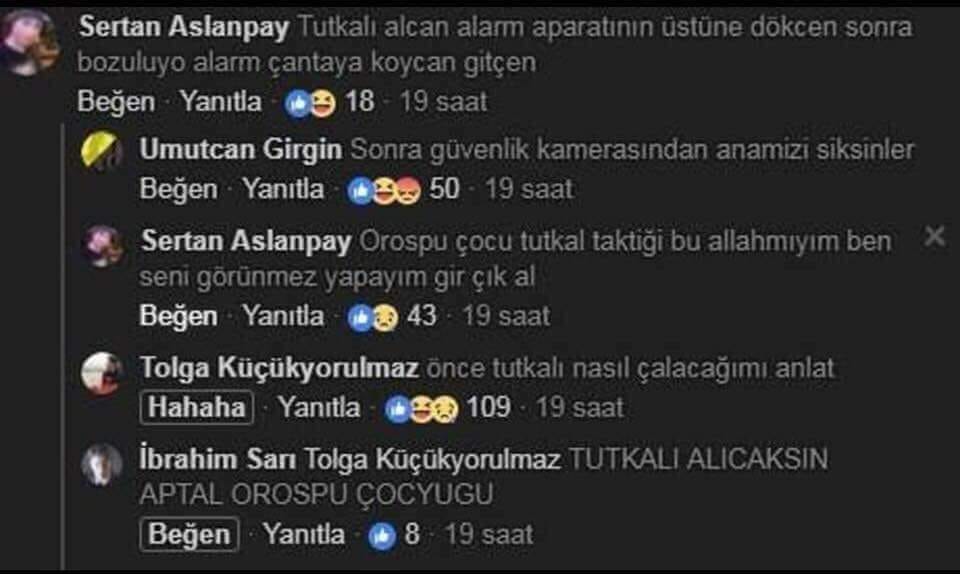 Sertan Aslanpay Tutkalı alcan alarm aparatının üstüne dökcen sonra
bozuluyo alarm çantaya koycan gitçen
Beğen · Yanıtla · 18 · 19 saat
Umutcan Girgin Sonra güvenlik kamerasından anamizi siksinler
Beğen · Yanıtla · 50 · 19 saat
Sertan Aslanpay Orospu çocu tutkal taktiği bu allahmıyım ben
seni görünmez yapayım gir çık al
Beğen · Yanıtla · 43 · 19 saat
Tolga Küçükyorulmaz önce tutkalı nasıl çalacağımı anlat
Hahaha · Yanıtla · 109 · 19 saat
İbrahim Sarı Tolga Küçükyorulmaz TUTKALI ALICAKSIN
APTAL OROSPU ÇOCYUGU
Beğen · Yanıtla · 8 · 19 saat